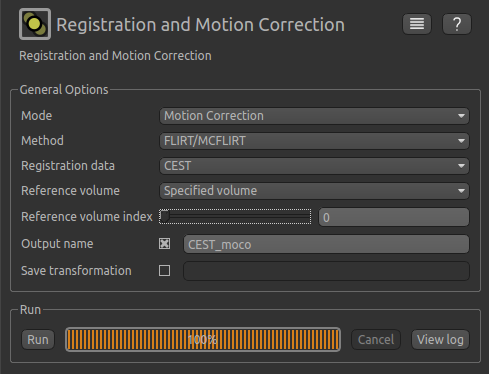 Registration and Motion Correction
?
Registration and Motion Correction
General Options
Mode Motion Correction
Method FLIRT/MCFLIRT
Registration data CEST
Reference volume Specified volume
Reference volume index 0
Output name CEST_moco
Save transformation
Run
Run 100% Cancel View log